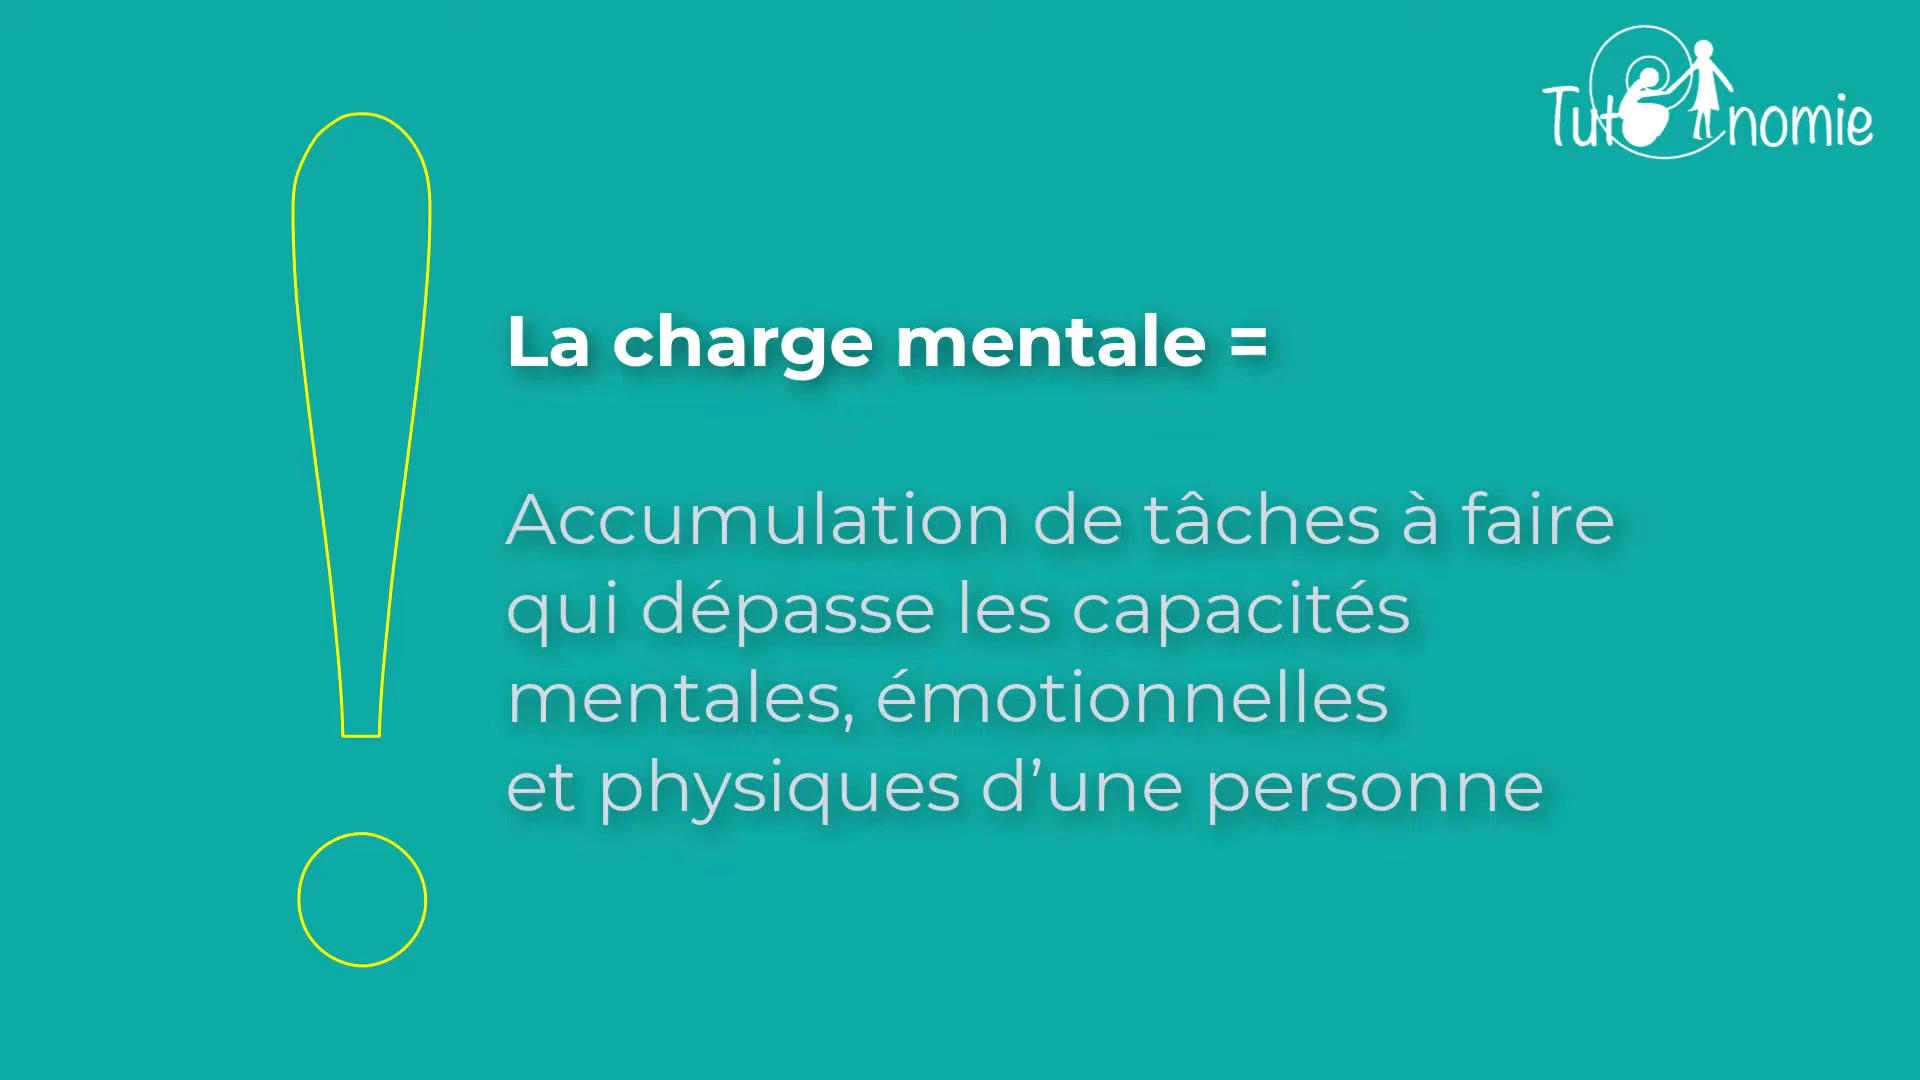 Tutonomie
La charge mentale =
Accumulation de tâches à faire
qui dépasse les capacités
mentales, émotionnelles
et physiques d’une personne